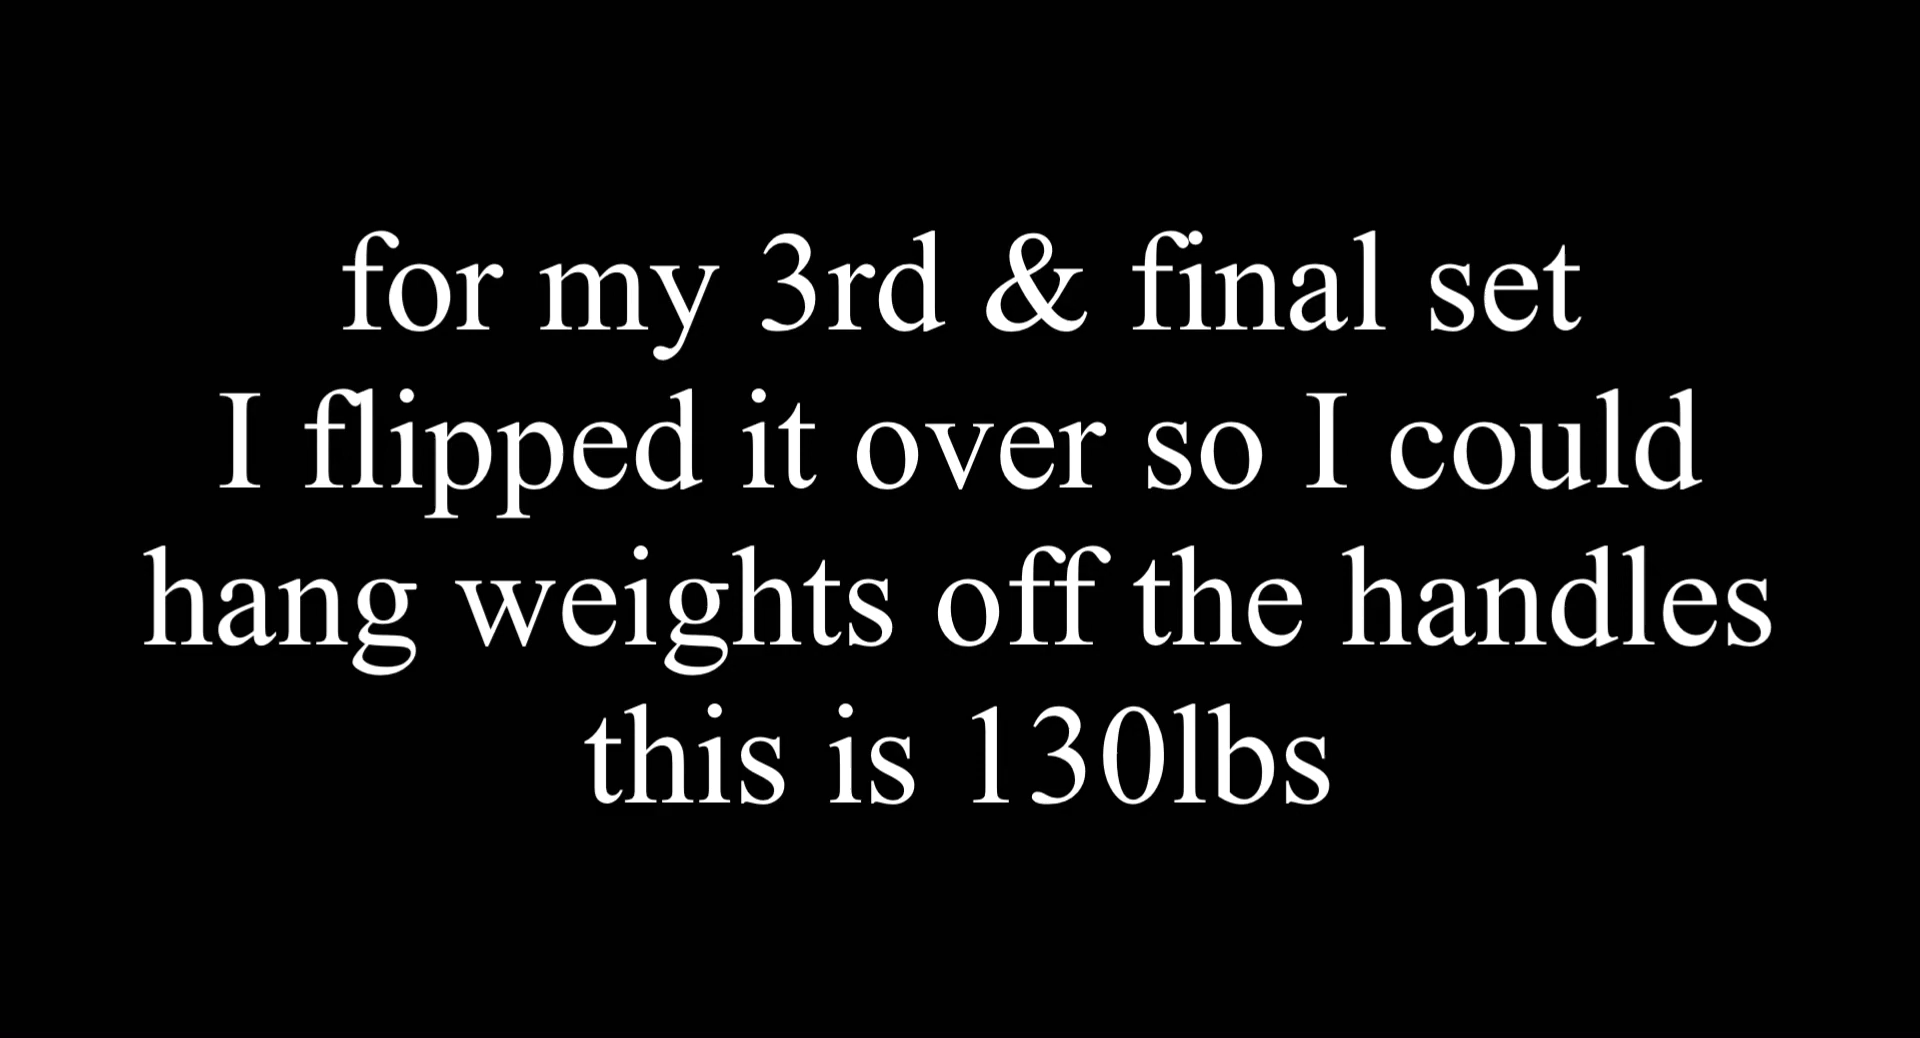 for my 3rd & final set
I flipped it over so I could
hang weights off the handles
this is 130lbs